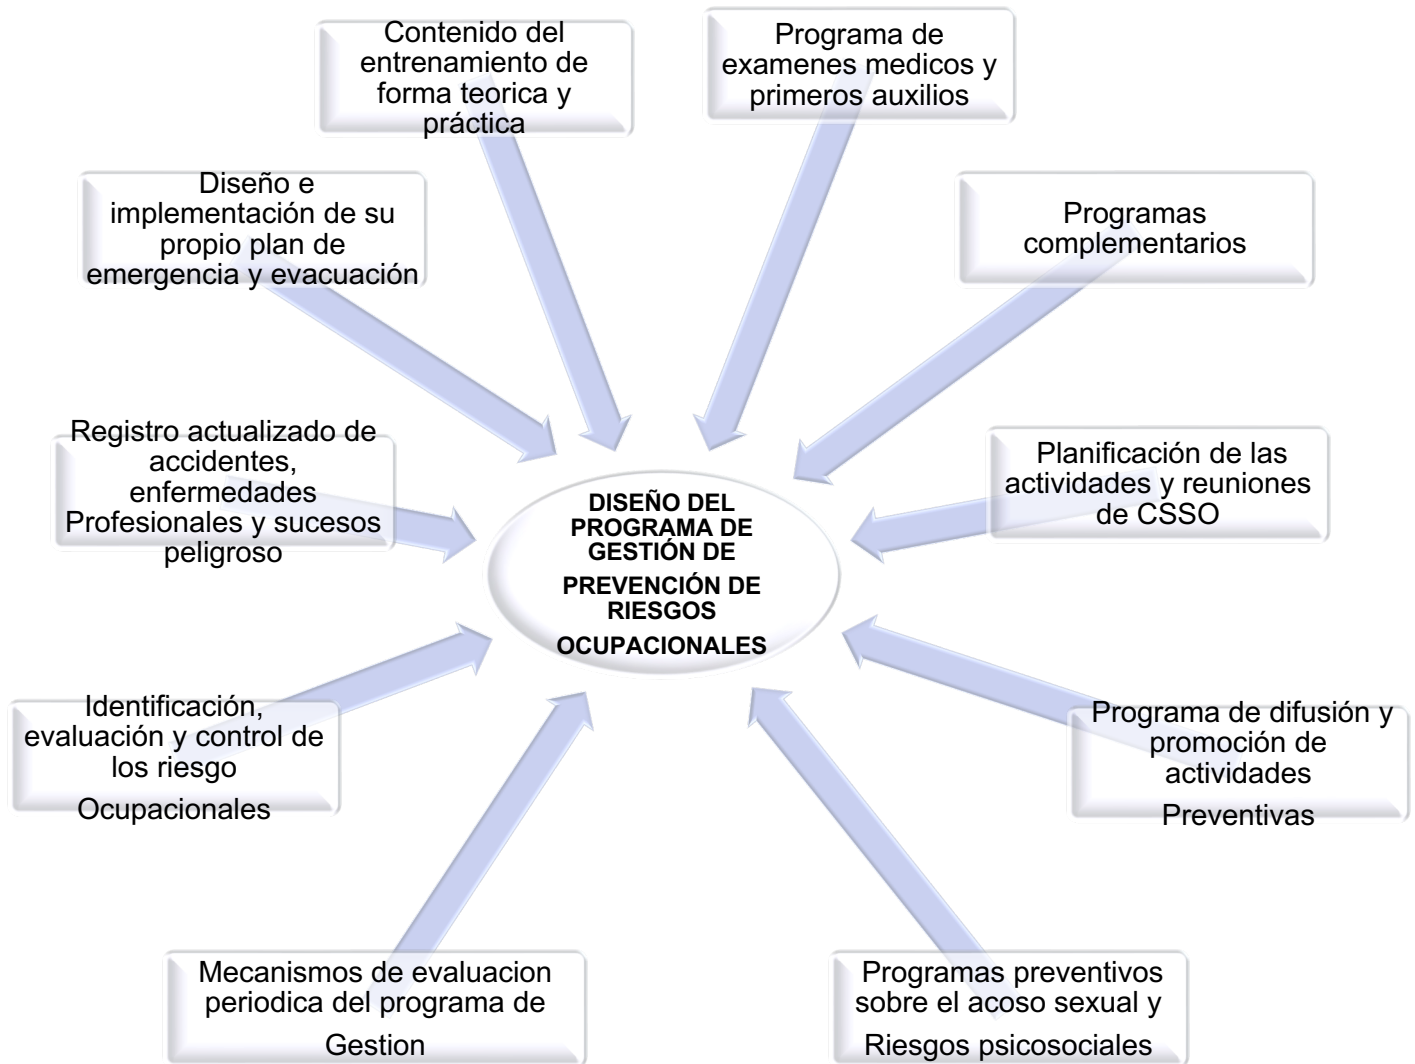 Contenido del
entrenamiento de
forma teorica y
práctica
Programa de
examenes medicos y
primeros auxilios
Diseño e
implementación de su
propio plan de
emergencia y evacuación
Programas
complementarios
Registro actualizado de
accidentes,
enfermedades
Profesionales y sucesos
peligroso
Planificación de las
actividades y reuniones
de CSSO
DISEÑO DEL
PROGRAMA DE
GESTIÓN DE
PREVENCIÓN DE
RIESGOS
OCUPACIONALES
Identificación,
evaluación y control de
los riesgo
Ocupacionales
Programa de difusión y
promoción de
actividades
Preventivas
Mecanismos de evaluacion
periodica del programa de
Gestion
Programas preventivos
sobre el acoso sexual y
Riesgos psicosociales